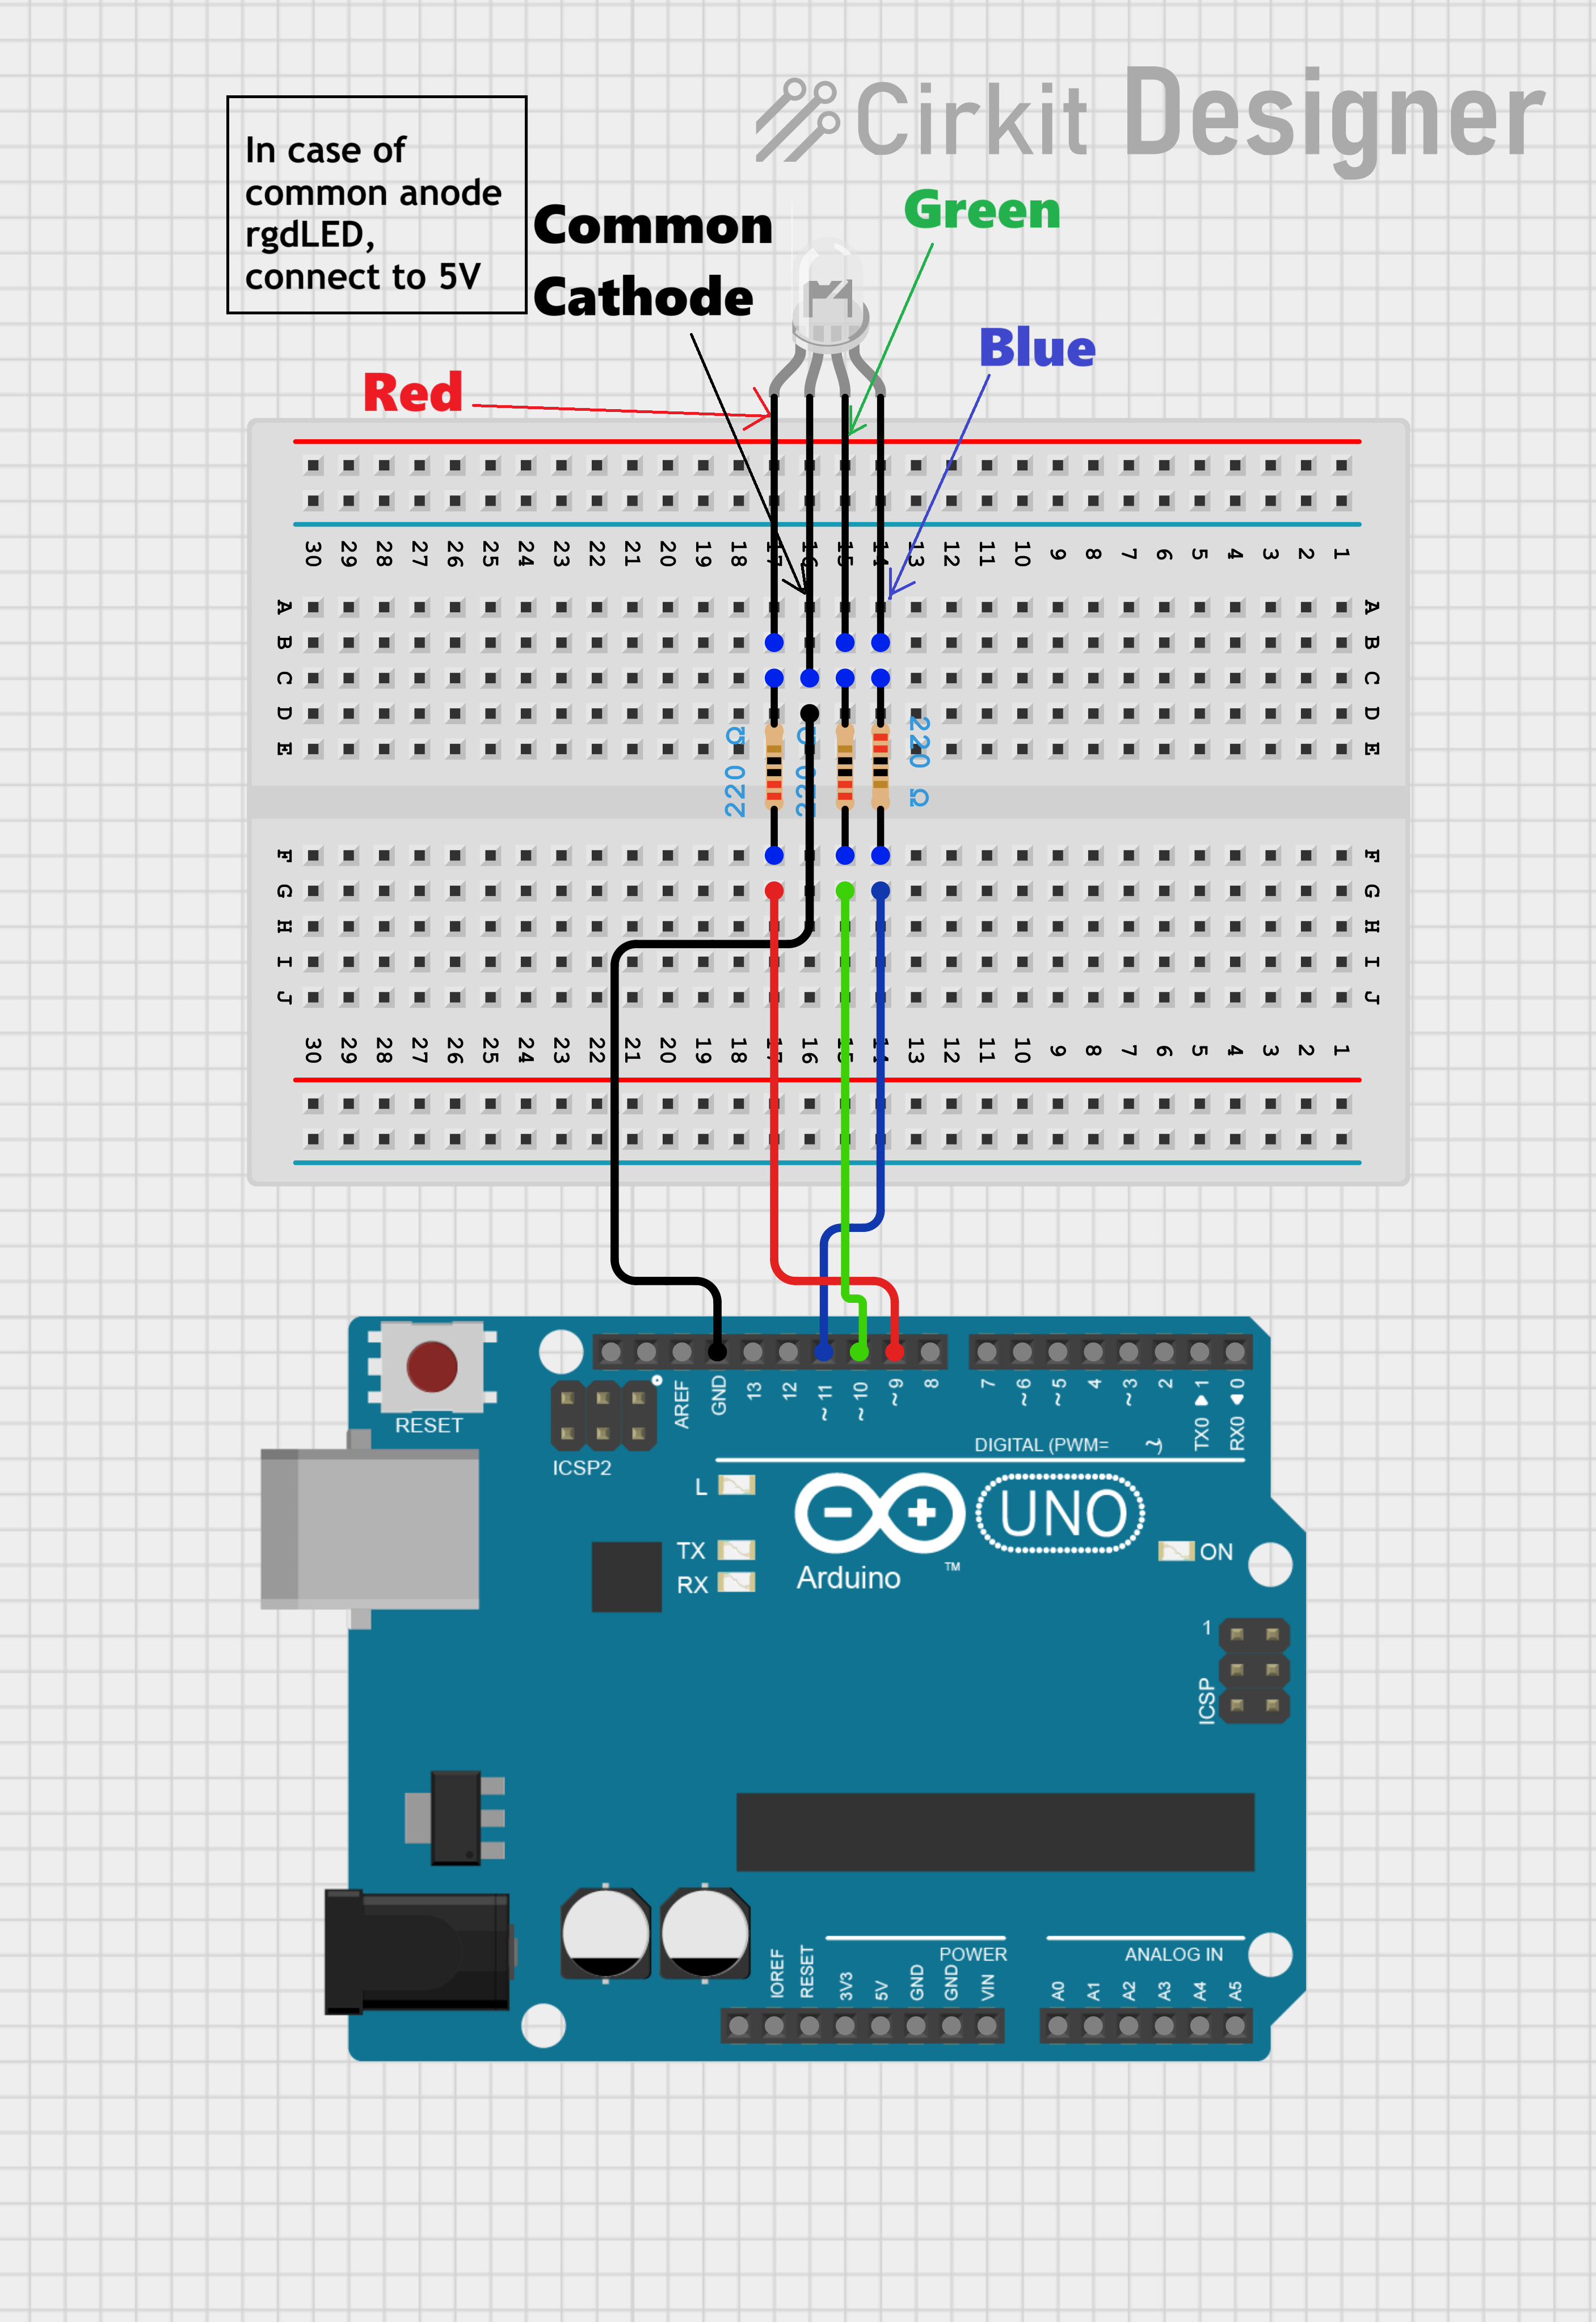 Cirkit Designer
In case of
common anode
rgdLED,
connect to 5V
Common
Cathode
Green
Blue
Red
30 29 28 27 26 25 24 23 22 21 20 19 18 17 16 15 14 13 12 11 10 9 8 7 6 5 4 3 2 1
A A
B B
C C
D D
E E
220 Ω
220 Ω
220 Ω
F F
G G
H H
I I
J J
30 29 28 27 26 25 24 23 22 21 20 19 18 17 16 15 14 13 12 11 10 9 8 7 6 5 4 3 2 1
RESET
ICSP2
AREF GND 13 12 ~11 ~10 ~9 8 7 ~6 ~5 4 ~3 2 TX0 ▶ 1 RX0 ◀ 0
DIGITAL (PWM= ~)
L
TX
RX
Arduino
™
UNO
ON
1
ICSP
POWER
ANALOG IN
IOREF RESET 3V3 5V GND GND VIN A0 A1 A2 A3 A4 A5